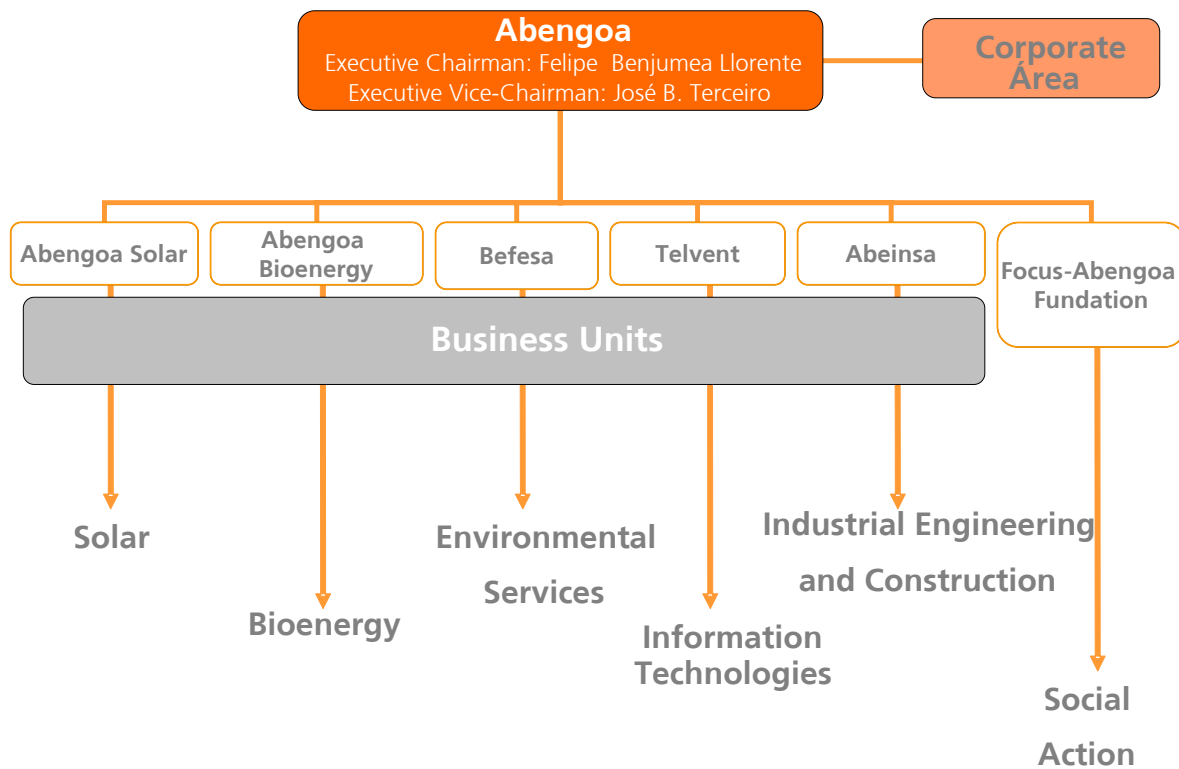 Abengoa
Executive Chairman: Felipe Benjumea Llorente
Executive Vice-Chairman: José B. Terceiro
Corporate
Área
Abengoa Solar
Abengoa
Bioenergy
Befesa
Telvent
Abeinsa
Focus-Abengoa
Fundation
Business Units
Solar
Bioenergy
Environmental
Services
Information
Technologies
Industrial Engineering
and Construction
Social
Action